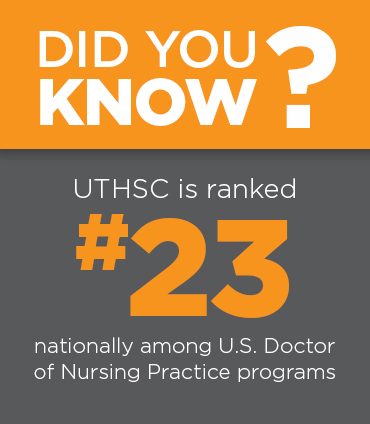 DID YOU
KNOW?
UTHSC is ranked
#23
nationally among U.S. Doctor
of Nursing Practice programs